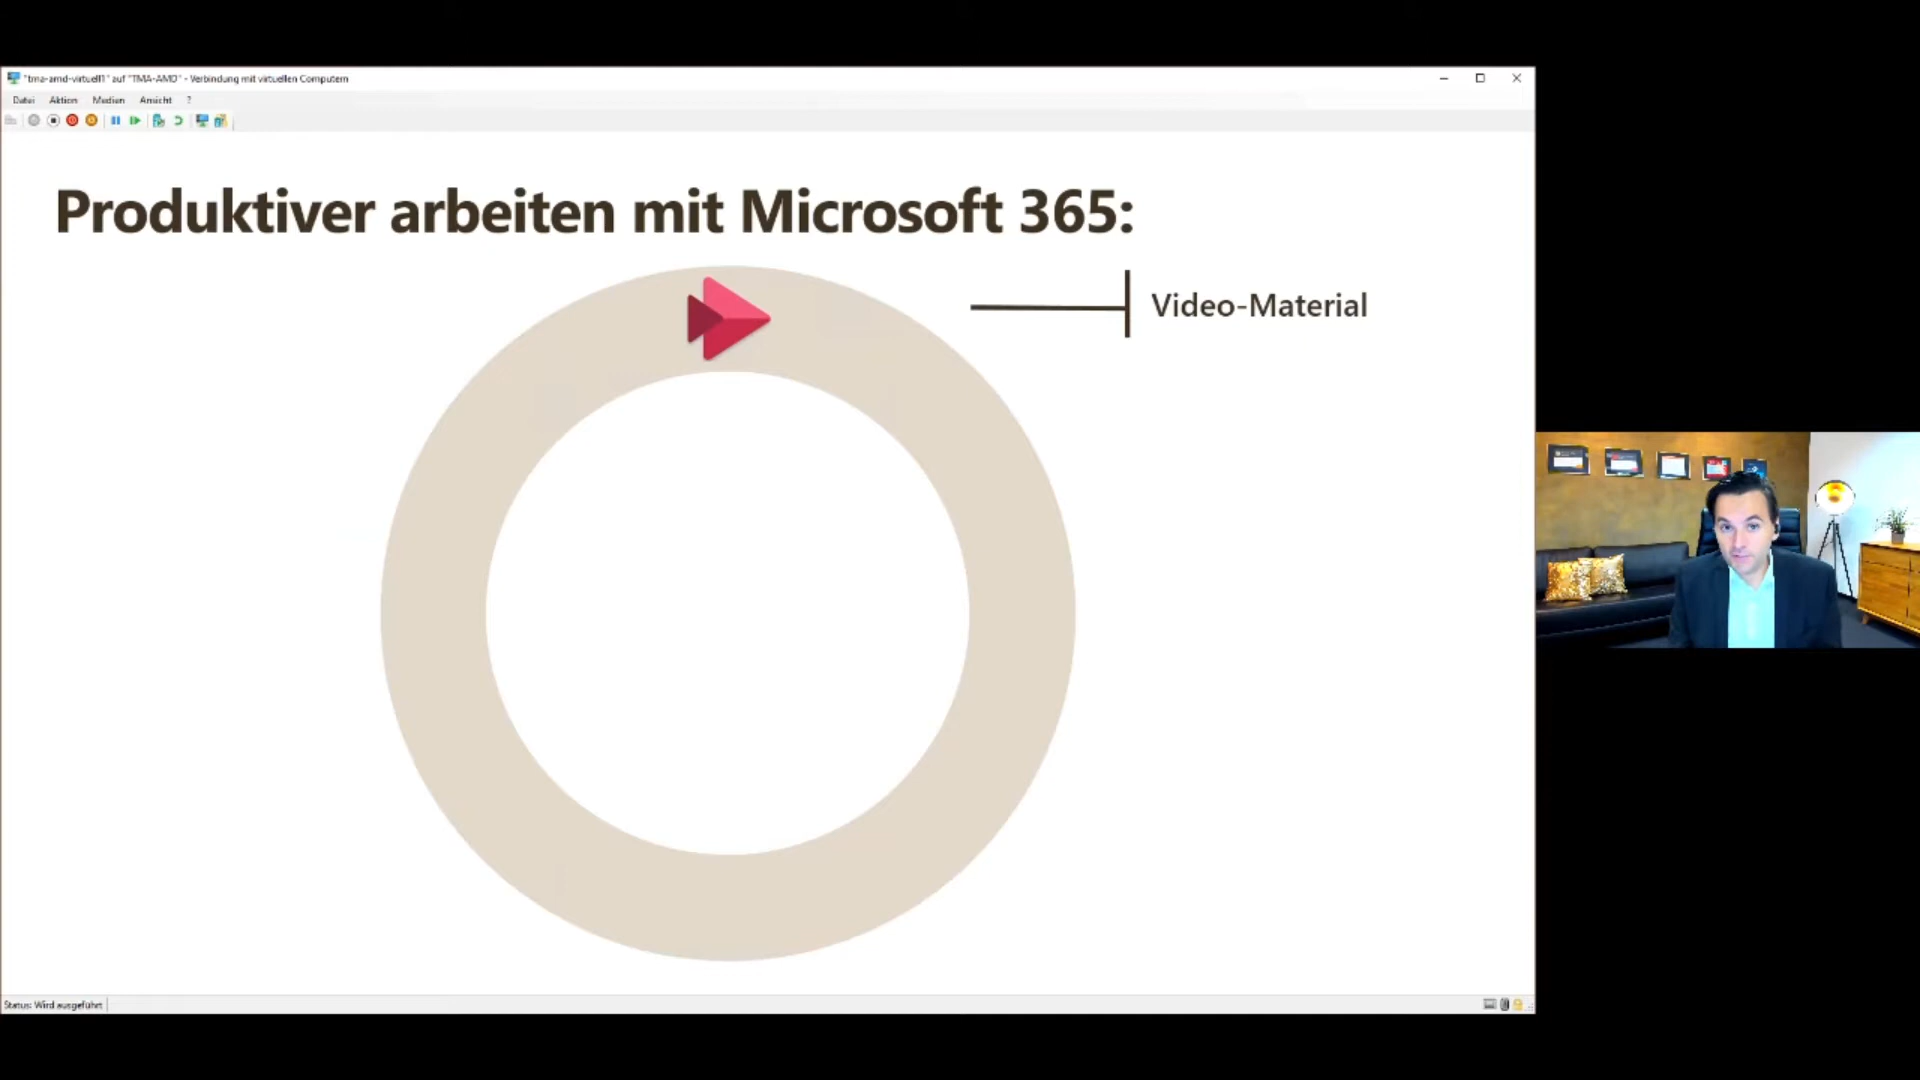 "tma-amd-virtuell1" auf "TMA-AMD" - Verbindung mit virtuellen Computern
Datei Aktion Medien Ansicht ?
Produktiver arbeiten mit Microsoft 365:
Video-Material
Status: Wird ausgeführt